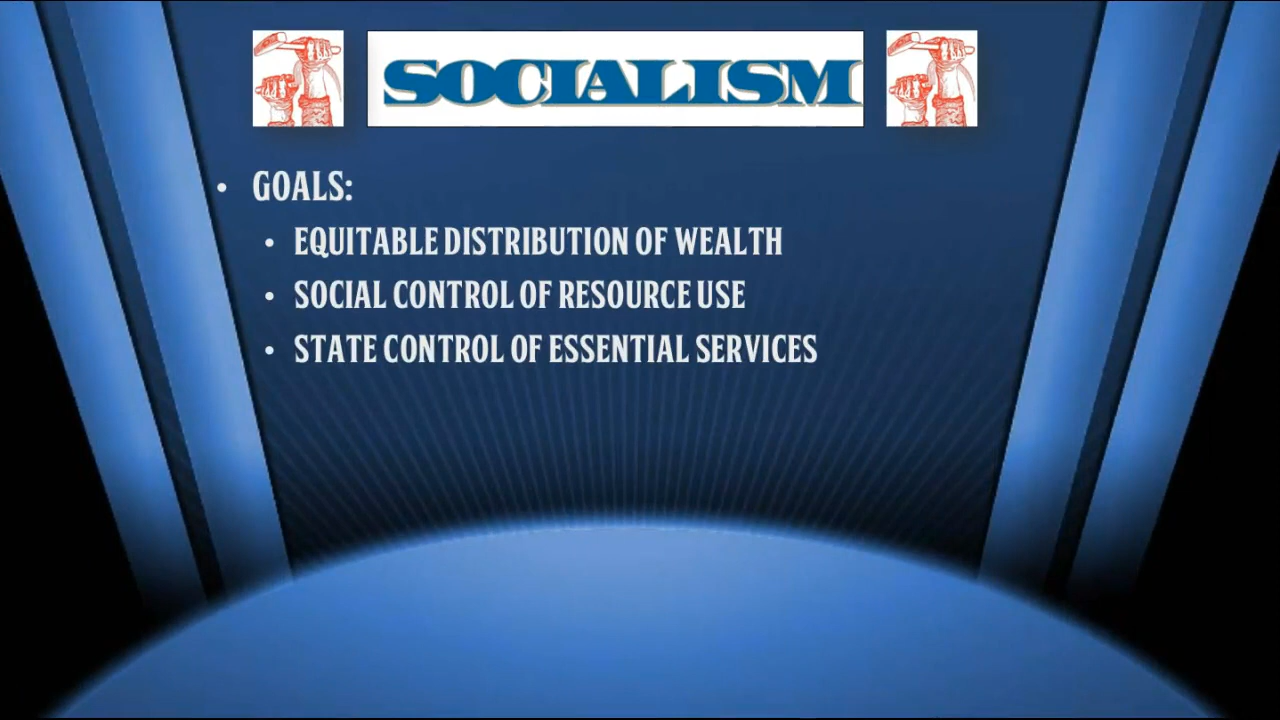 SOCIALISM
• GOALS:
• EQUITABLE DISTRIBUTION OF WEALTH
• SOCIAL CONTROL OF RESOURCE USE
• STATE CONTROL OF ESSENTIAL SERVICES